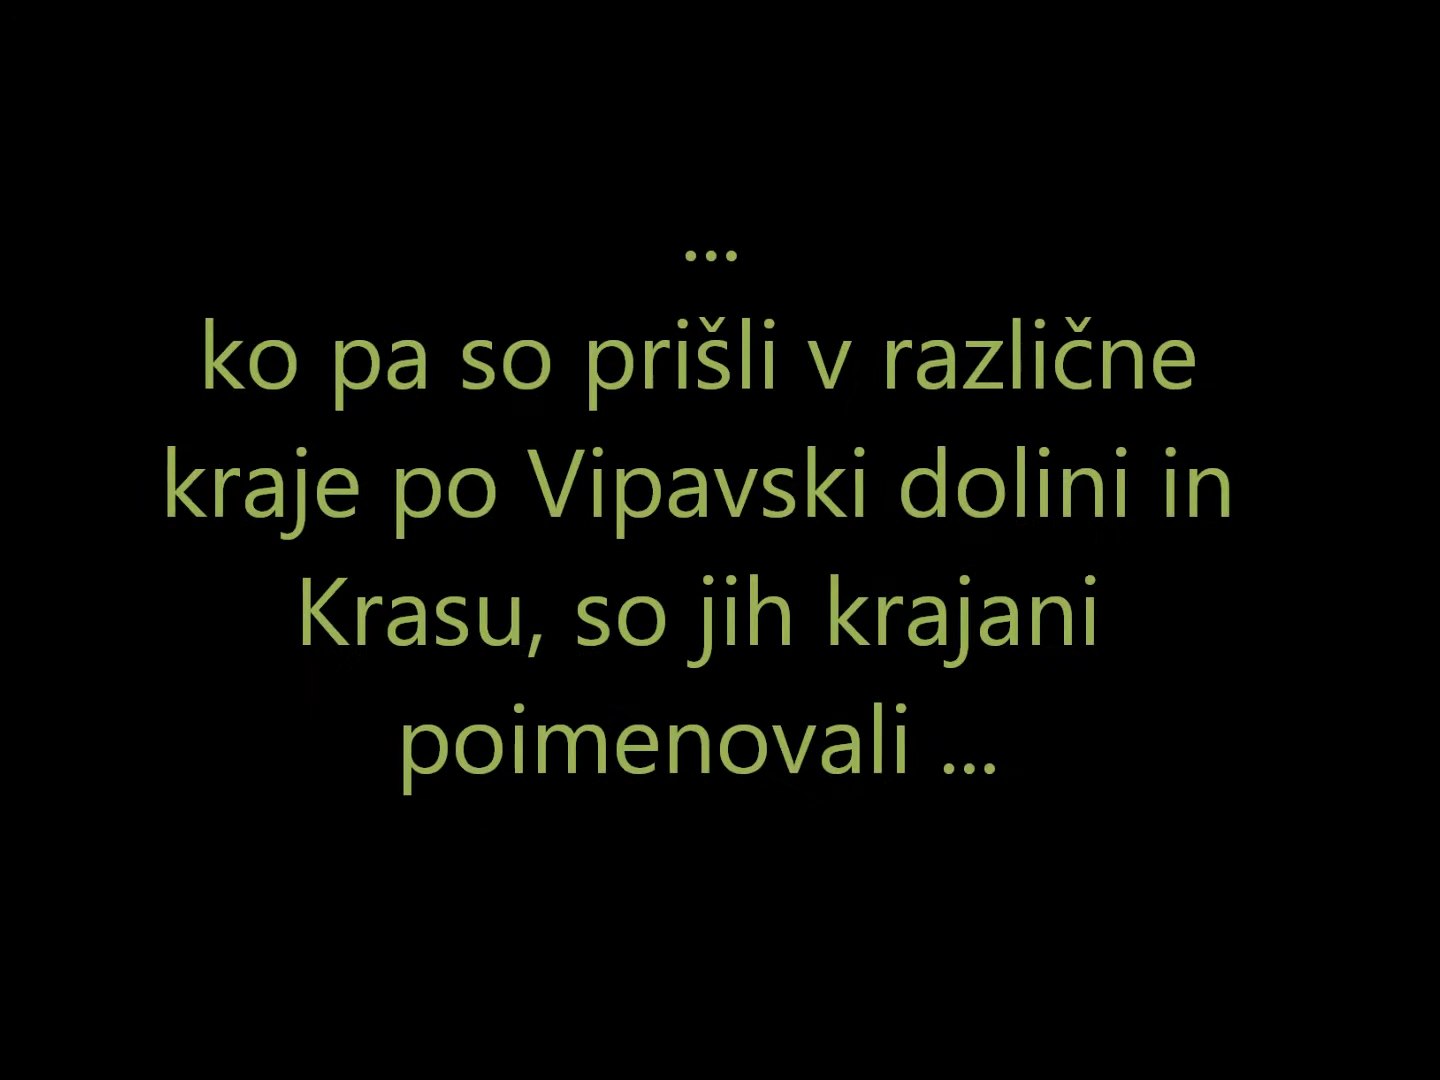 ...
ko pa so prišli v različne
kraje po Vipavski dolini in
Krasu, so jih krajani
poimenovali ...